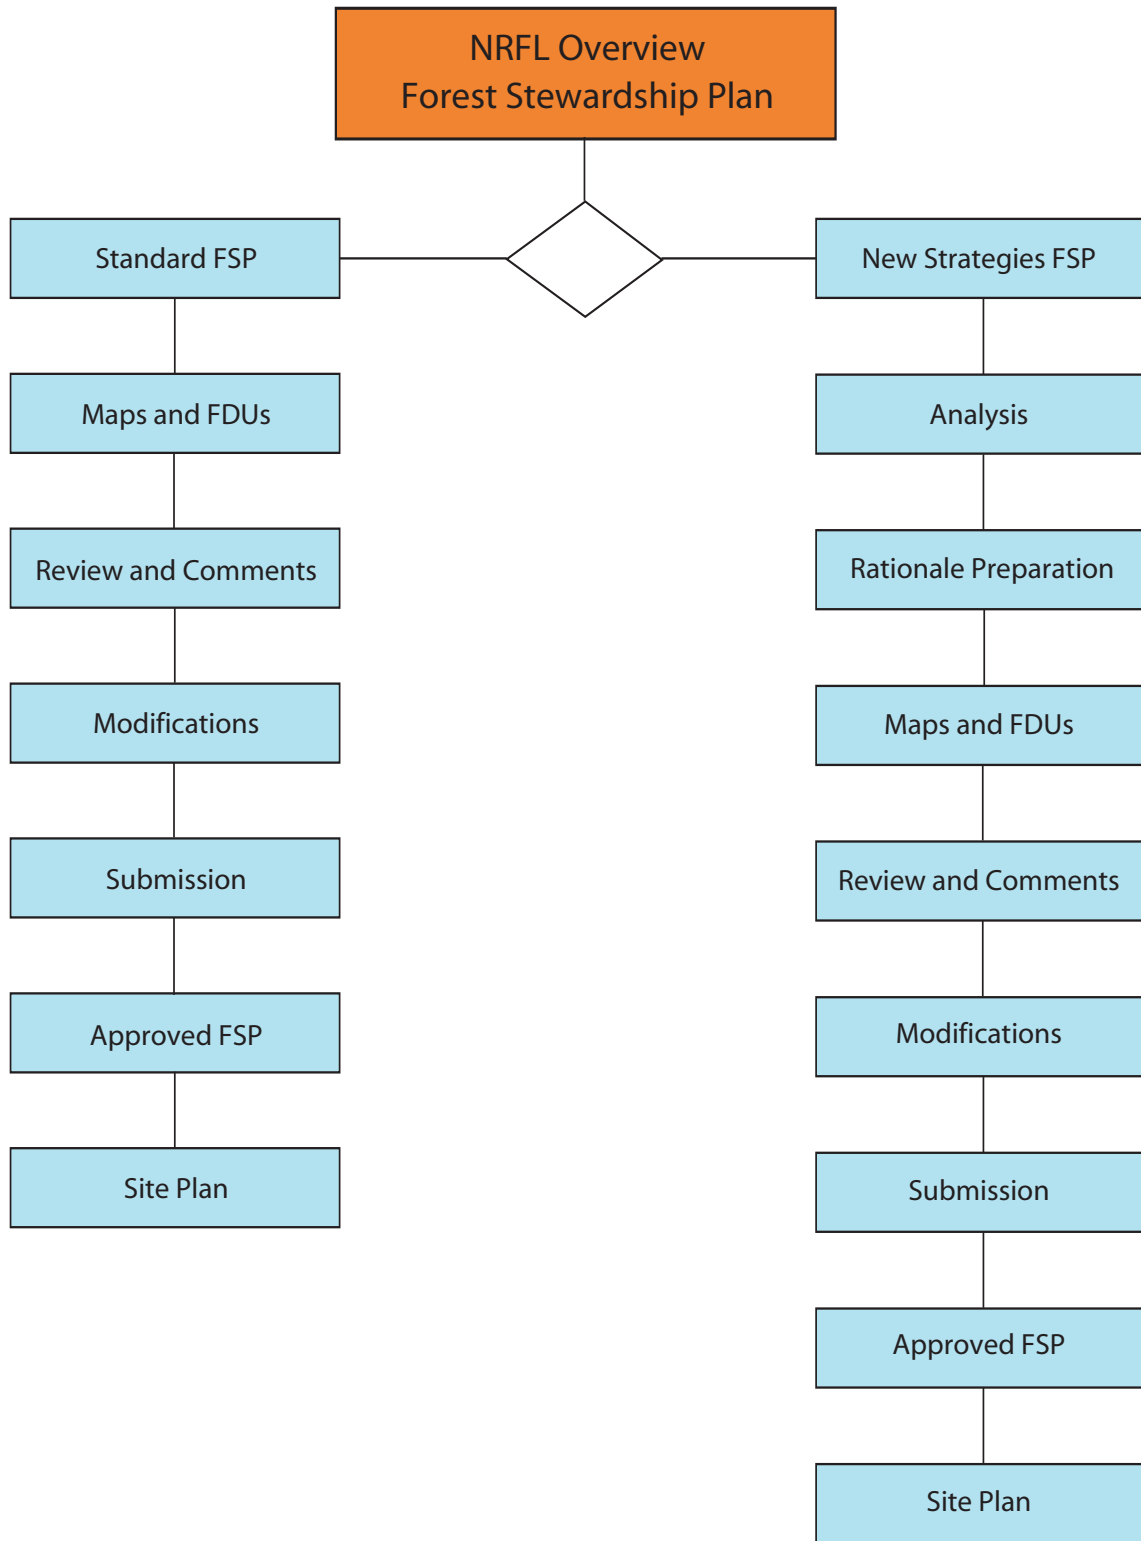 NRFL Overview
Forest Stewardship Plan
Standard FSP
Maps and FDUs
Review and Comments
Modifications
Submission
Approved FSP
Site Plan
New Strategies FSP
Analysis
Rationale Preparation
Maps and FDUs
Review and Comments
Modifications
Submission
Approved FSP
Site Plan